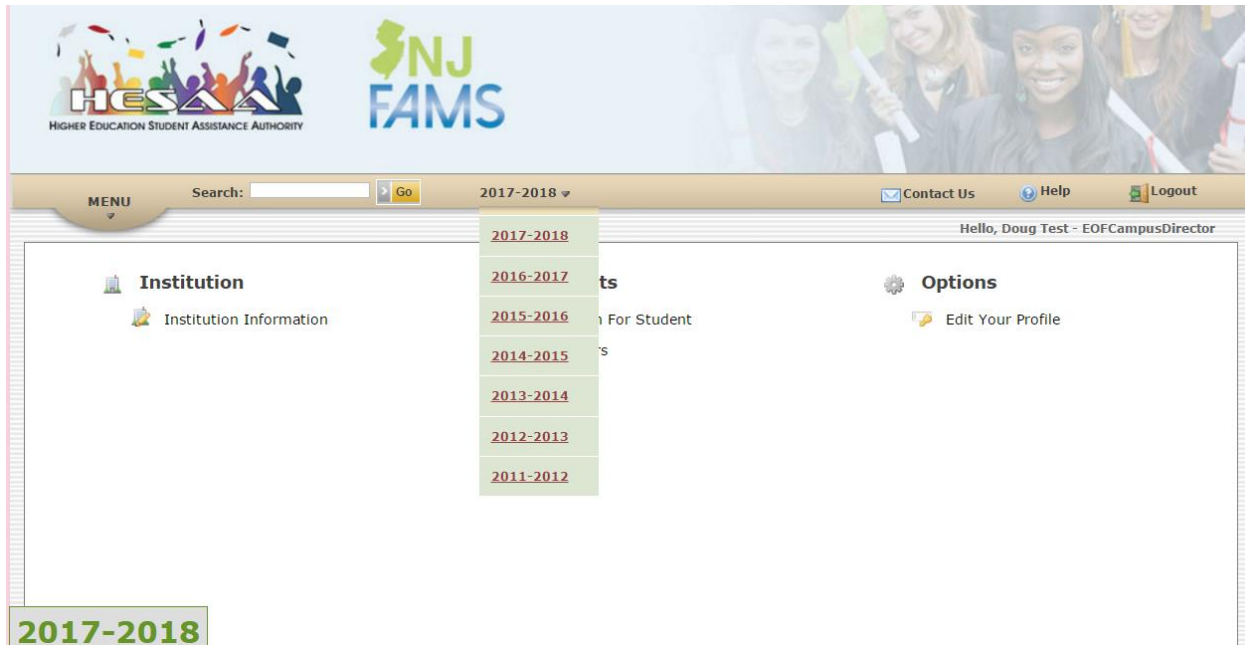 HESAA
HIGHER EDUCATION STUDENT ASSISTANCE AUTHORITY
NJ
FAMS
MENU
Search:
Go
2017-2018
Contact Us
Help
Logout
Hello, Doug Test - EOFCampusDirector
2017-2018
2016-2017
2015-2016
2014-2015
2013-2014
2012-2013
2011-2012
Institution
Institution Information
ts
n For Student
rs
Options
Edit Your Profile
2017-2018